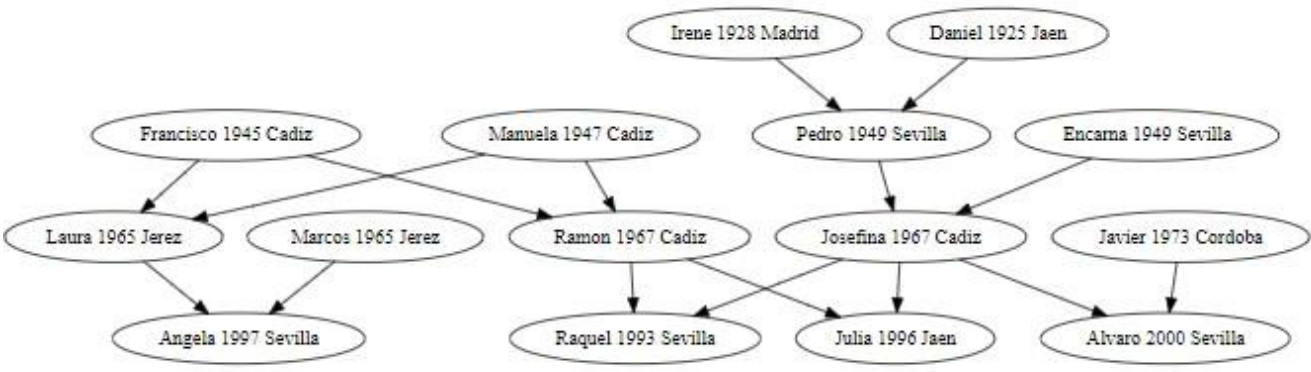 Irene 1928 Madrid
Daniel 1925 Jaen
Francisco 1945 Cadiz
Manuela 1947 Cadiz
Pedro 1949 Sevilla
Encarna 1949 Sevilla
Laura 1965 Jerez
Marcos 1965 Jerez
Ramon 1967 Cadiz
Josefina 1967 Cadiz
Javier 1973 Cordoba
Angela 1997 Sevilla
Raquel 1993 Sevilla
Julia 1996 Jaen
Alvaro 2000 Sevilla